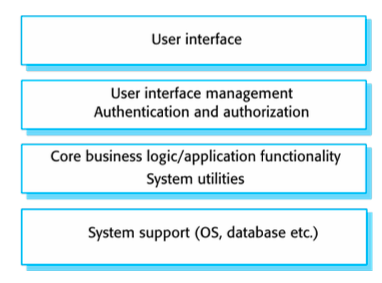 User interface
User interface management
Authentication and authorization
Core business logic/application functionality
System utilities
System support (OS, database etc.)